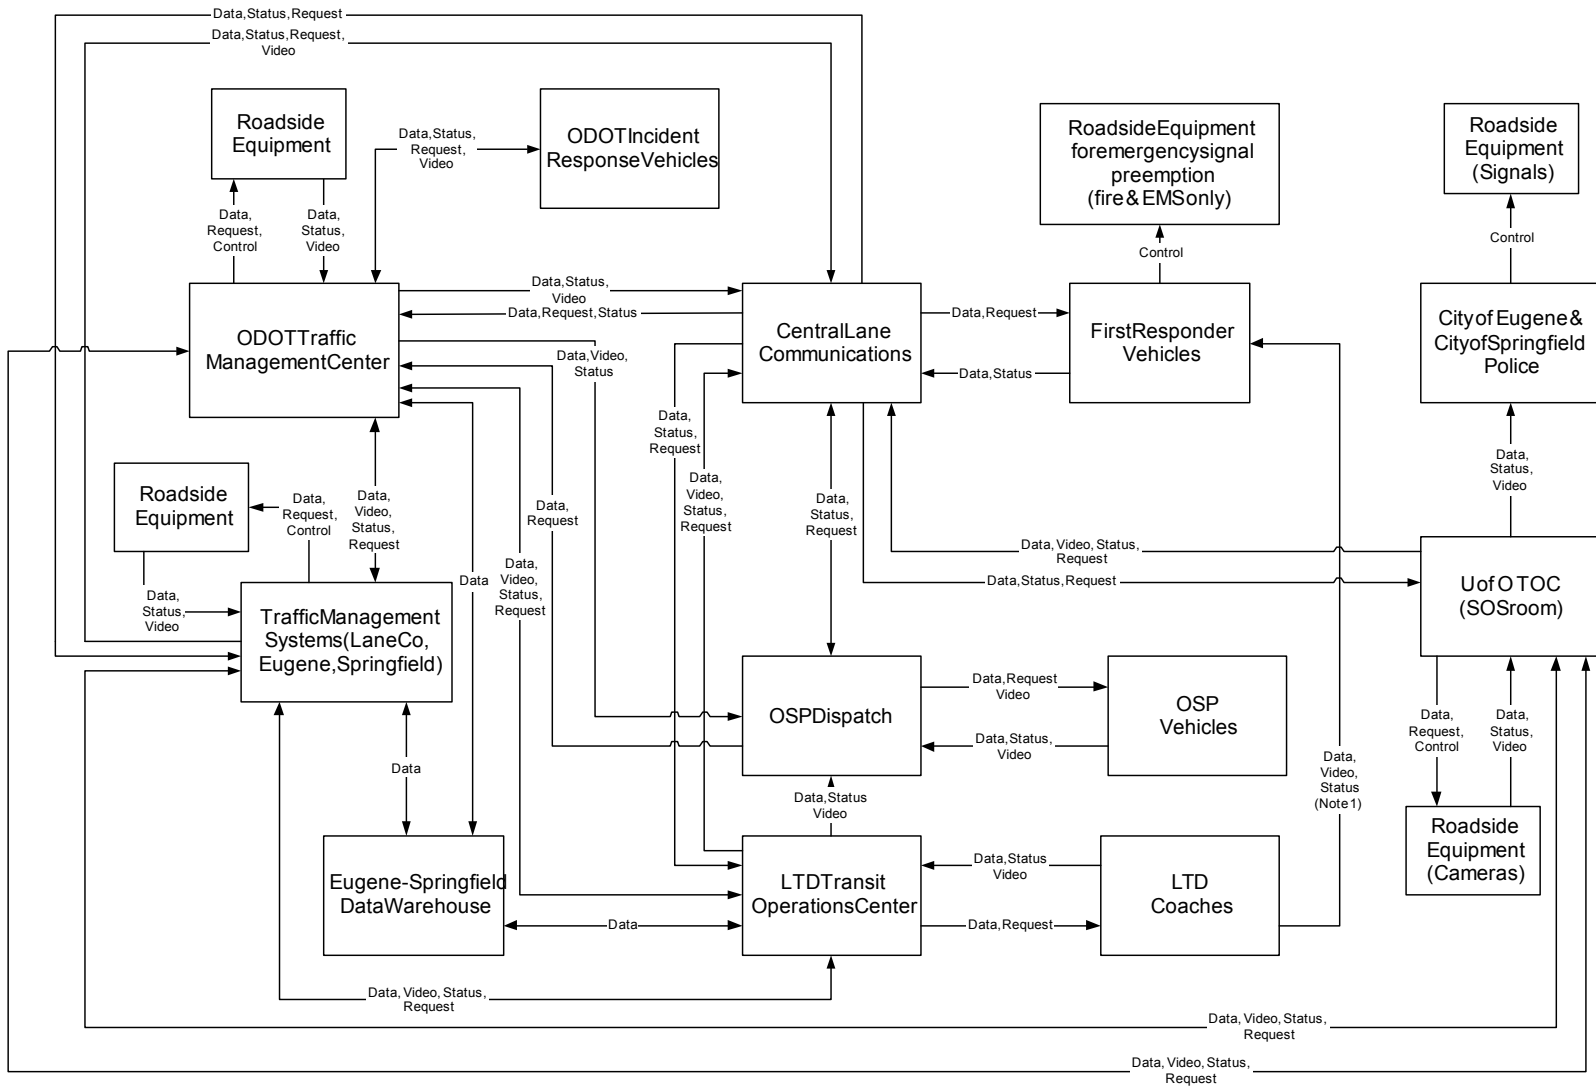 Data,Status,Request
Data,Status,Request,
Video
Roadside
Equipment
Data,Status,
Request,
Video
ODOTIncident
ResponseVehicles
RoadsideEquipment
foremergencysignal
preemption
(fire&EMSonly)
Roadside
Equipment
(Signals)
Data,
Request,
Control
Data,
Status,
Video
Control
Control
ODOTTraffic
ManagementCenter
Data,Status,
Video
Data,Request,Status
CentralLane
Communications
Data,Request
Data,Status
FirstResponder
Vehicles
CityofEugene&
CityofSpringfield
Police
Data,Video,
Status
Data,
Status,
Request
Data,
Video,
Status,
Request
Data,
Status,
Request
Data,
Status,
Video
Roadside
Equipment
Data,
Request,
Control
Data,
Video,
Status,
Request
Data,
Request
Data,
Status,
Video
TrafficManagement
Systems(LaneCo,
Eugene,Springfield)
Data
Data,
Video,
Status,
Request
Data,Video,Status,
Request
Data,Status,Request
UofOTOC
(SOSroom)
OSPDispatch
Data,Request
Video
Data,Status,
Video
OSP
Vehicles
Data,
Request,
Control
Data,
Status,
Video
Data
Data,Status
Video
Data,
Video,
Status
(Note1)
Eugene-Springfield
DataWarehouse
Data
LTDTransit
OperationsCenter
Data,Status
Video
Data,Request
LTD
Coaches
Roadside
Equipment
(Cameras)
Data,Video,Status,
Request
Data,Video,Status,
Request
Data,Video,Status,
Request